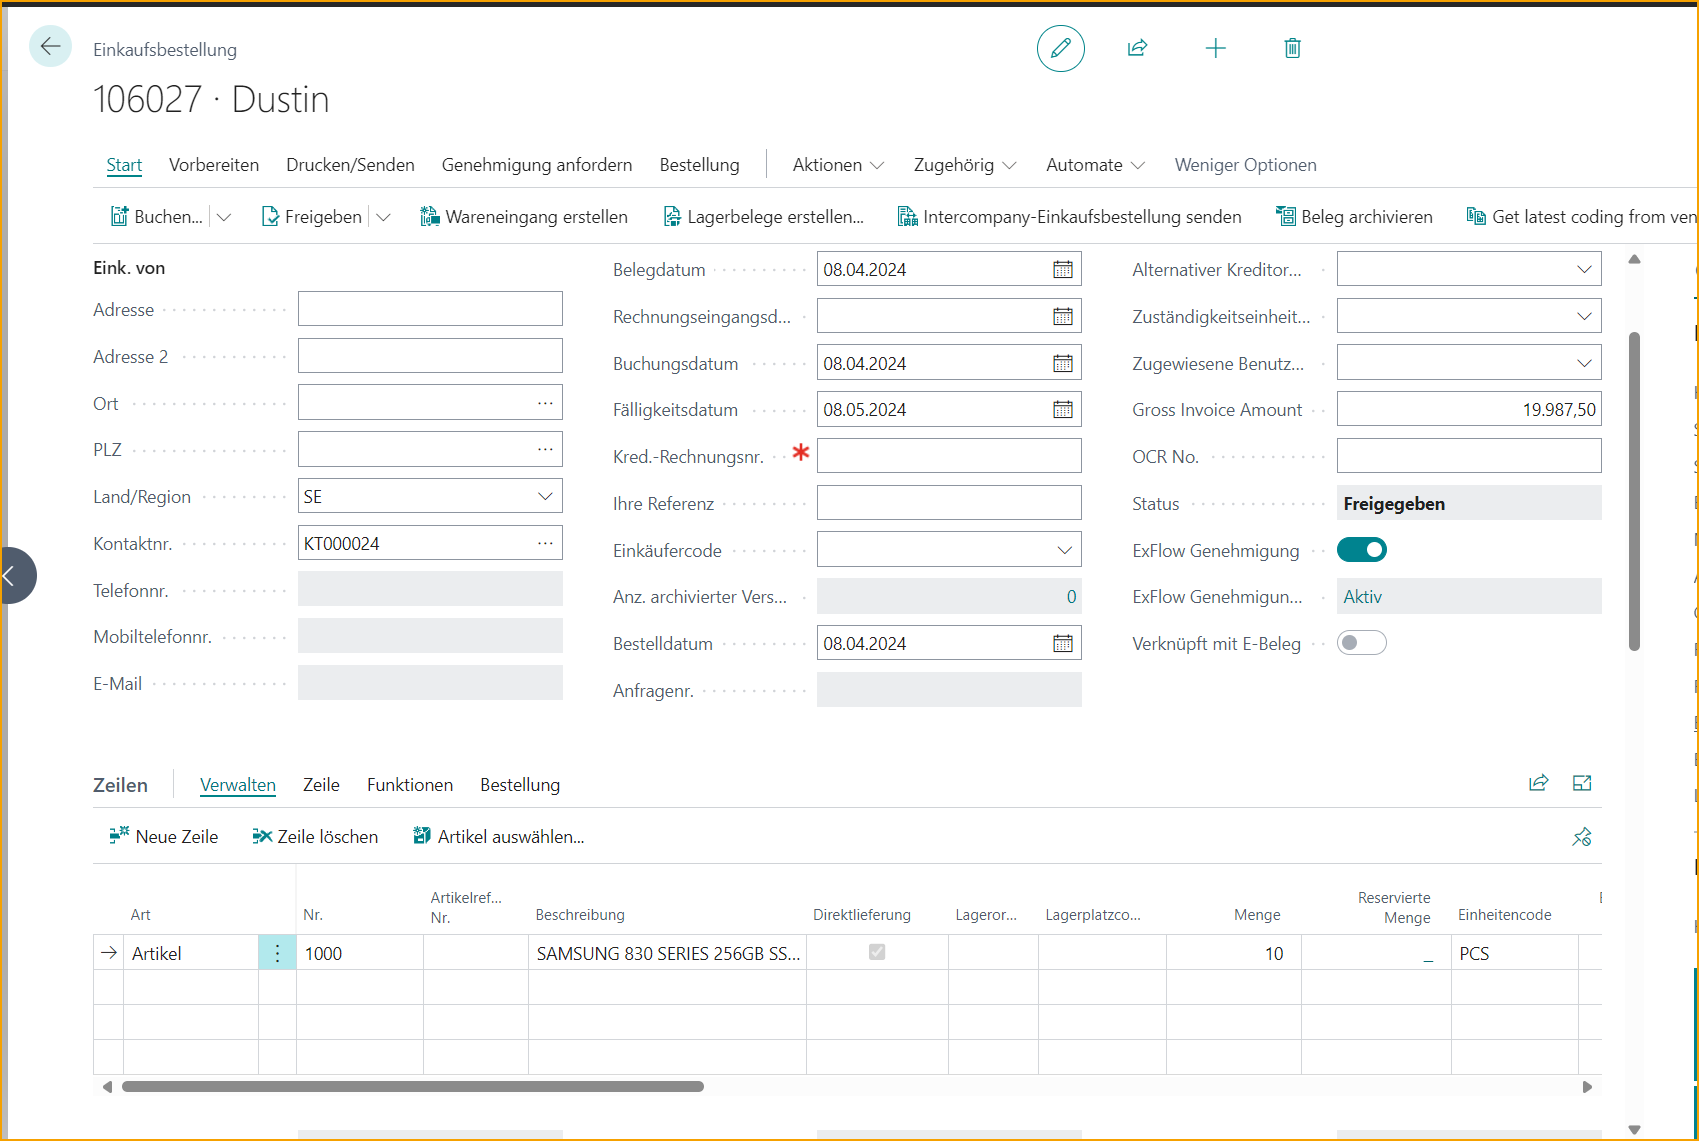 Einkaufsbestellung
106027 · Dustin
Start Vorbereiten Drucken/Senden Genehmigung anfordern Bestellung Aktionen Zugehörig Automate Weniger Optionen
Buchen... Freigeben Wareneingang erstellen Lagerbelege erstellen... Intercompany-Einkaufsbestellung senden Beleg archivieren Get latest coding from ven
Eink. von
Adresse
Adresse 2
Ort ...
PLZ ...
Land/Region SE
Kontaktnr. KT000024 ...
Telefonnr.
Mobiltelefonnr.
E-Mail
Belegdatum 08.04.2024
Rechnungseingangsd...
Buchungsdatum 08.04.2024
Fälligkeitsdatum 08.05.2024
Kred.-Rechnungsnr. *
Ihre Referenz
Einkäufercode
Anz. archivierter Vers... 0
Bestelldatum 08.04.2024
Anfragenr.
Alternativer Kreditor...
Zuständigkeitseinheit...
Zugewiesene Benutz...
Gross Invoice Amount 19.987,50
OCR No.
Status Freigegeben
ExFlow Genehmigung
ExFlow Genehmigun... Aktiv
Verknüpft mit E-Beleg
Zeilen Verwalten Zeile Funktionen Bestellung
Neue Zeile Zeile löschen Artikel auswählen...
Art Nr. Artikelref... Nr. Beschreibung Direktlieferung Lageror... Lagerplatzco... Menge Reservierte Menge Einheitencode
Artikel 1000 SAMSUNG 830 SERIES 256GB SS... 10 _ PCS